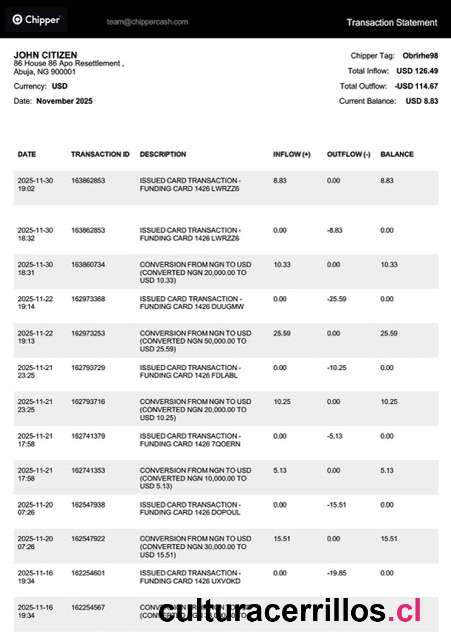 Chipper
team@chippercash.com
Transaction Statement
JOHN CITIZEN
86 House 86 Apo Resettlement ,
Abuja, NG 900001
Currency: USD
Date: November 2025
Chipper Tag: Obrirhe98
Total Inflow: USD 126.49
Total Outflow: -USD 114.67
Current Balance: USD 8.83
DATE TRANSACTION ID DESCRIPTION INFLOW (+) OUTFLOW (-) BALANCE
2025-11-30 163862853 ISSUED CARD TRANSACTION - 8.83 0.00 8.83
19:02 FUNDING CARD 1426 LWRZZ6
2025-11-30 163862853 ISSUED CARD TRANSACTION - 0.00 -8.83 0.00
18:32 FUNDING CARD 1426 LWRZZ6
2025-11-30 163860734 CONVERSION FROM NGN TO USD 10.33 0.00 10.33
18:31 (CONVERTED NGN 20,000.00 TO
USD 10.33)
2025-11-22 162973368 ISSUED CARD TRANSACTION - 0.00 -25.59 0.00
19:14 FUNDING CARD 1426 DUUGMW
2025-11-22 162973253 CONVERSION FROM NGN TO USD 25.59 0.00 25.59
19:13 (CONVERTED NGN 50,000.00 TO
USD 25.59)
2025-11-21 162793729 ISSUED CARD TRANSACTION - 0.00 -10.25 0.00
23:25 FUNDING CARD 1426 FDLABL
2025-11-21 162793716 CONVERSION FROM NGN TO USD 10.25 0.00 10.25
23:25 (CONVERTED NGN 20,000.00 TO
USD 10.25)
2025-11-21 162741379 ISSUED CARD TRANSACTION - 0.00 -5.13 0.00
17:58 FUNDING CARD 1426 7QOERN
2025-11-21 162741353 CONVERSION FROM NGN TO USD 5.13 0.00 5.13
17:58 (CONVERTED NGN 10,000.00 TO
USD 5.13)
2025-11-20 162547938 ISSUED CARD TRANSACTION - 0.00 -15.51 0.00
07:26 FUNDING CARD 1426 DOPOUL
2025-11-20 162547922 CONVERSION FROM NGN TO USD 15.51 0.00 15.51
07:26 (CONVERTED NGN 30,000.00 TO
USD 15.51)
2025-11-16 162254601 ISSUED CARD TRANSACTION - 0.00 -19.85 0.00
19:34 FUNDING CARD 1426 UXVOKD
2025-11-16 162254567
19:34
culturacerrillos.cl